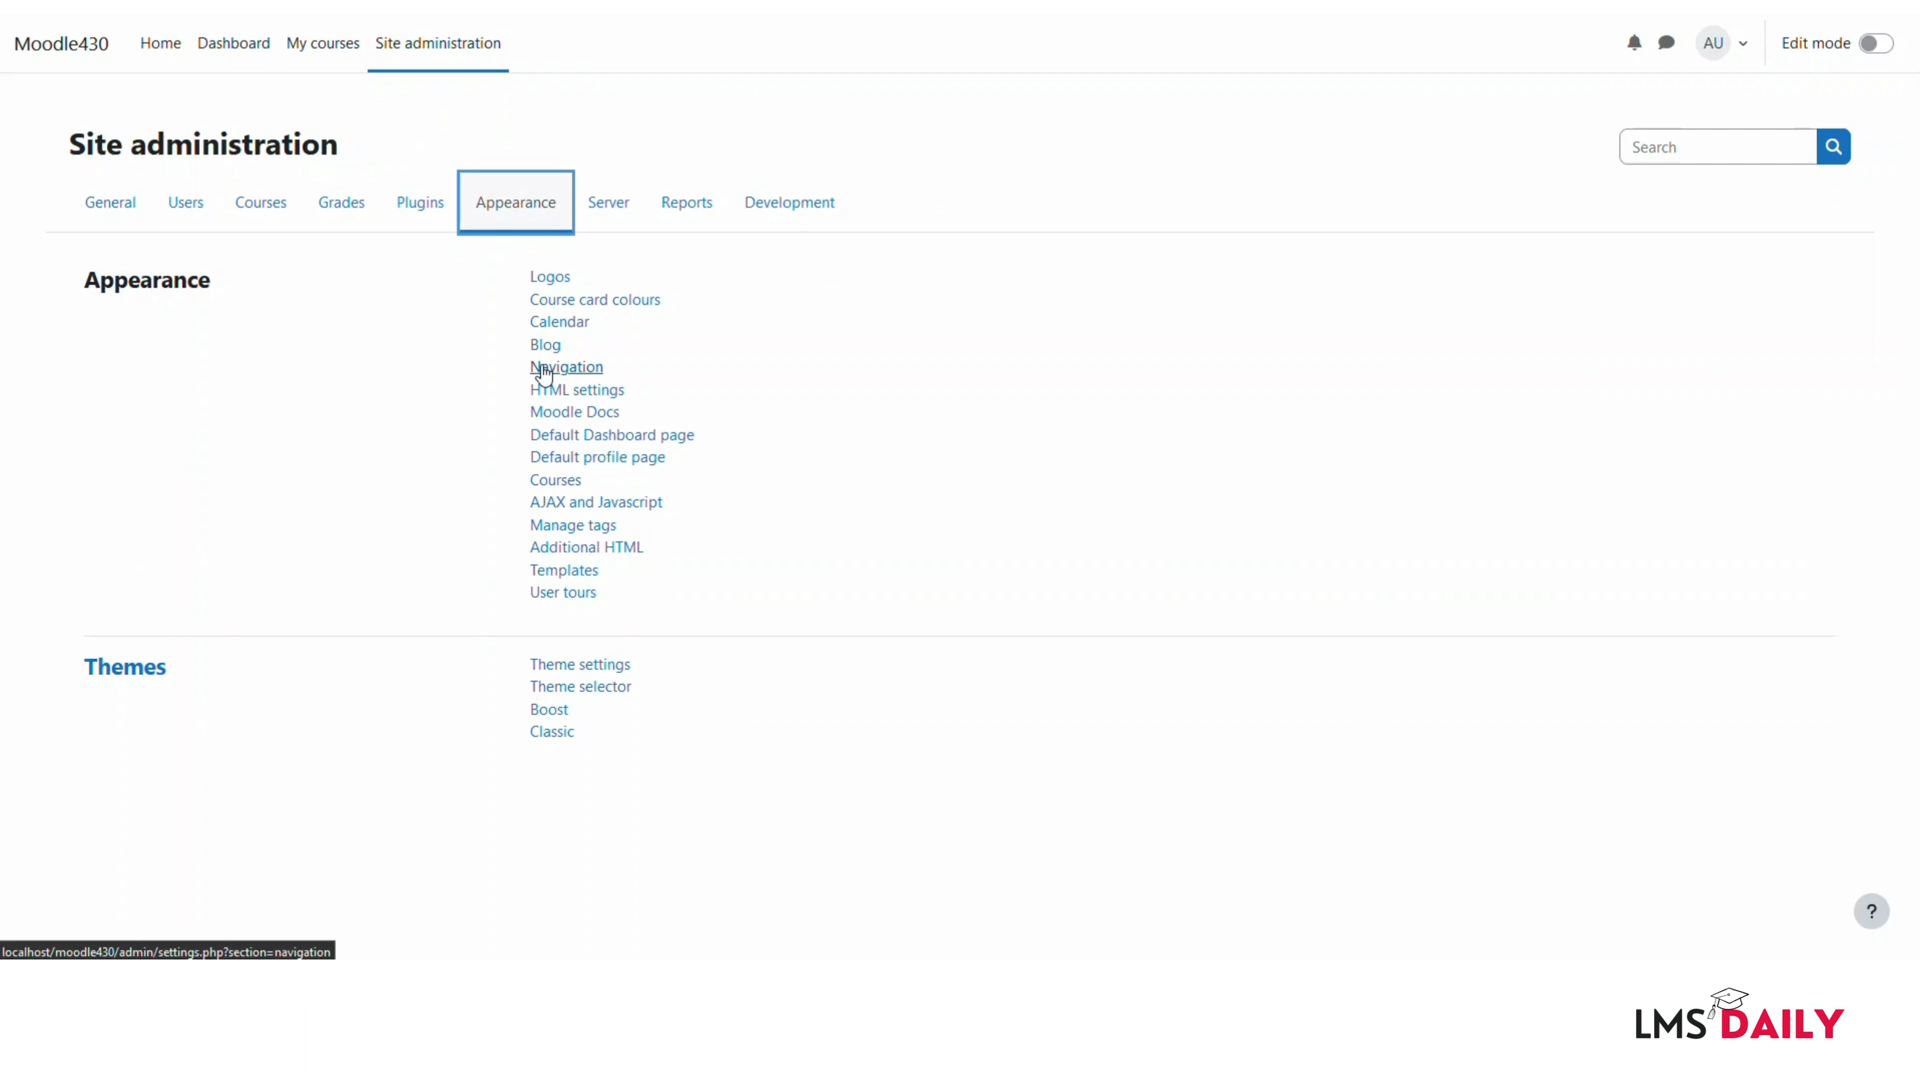 Moodle430 Home Dashboard My courses Site administration AU Edit mode
Site administration
Search
General Users Courses Grades Plugins Appearance Server Reports Development
Appearance
Logos
Course card colours
Calendar
Blog
Navigation
HTML settings
Moodle Docs
Default Dashboard page
Default profile page
Courses
AJAX and Javascript
Manage tags
Additional HTML
Templates
User tours
Themes
Theme settings
Theme selector
Boost
Classic
?
localhost/moodle430/admin/settings.php?section=navigation
LMS DAILY